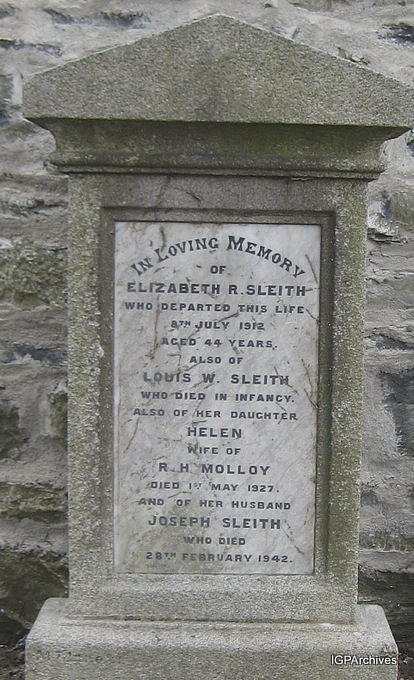 IN LOVING MEMORY
OF
ELIZABETH R. SLEITH
WHO DEPARTED THIS LIFE
8TH JULY 1912
AGED 44 YEARS.
ALSO OF
LOUIS W. SLEITH
WHO DIED IN INFANCY.
ALSO OF HER DAUGHTER
HELEN
WIFE OF
R. H. MOLLOY
DIED 1ST MAY 1927.
AND OF HER HUSBAND
JOSEPH SLEITH
WHO DIED
28TH FEBRUARY 1942.
IGPArchives